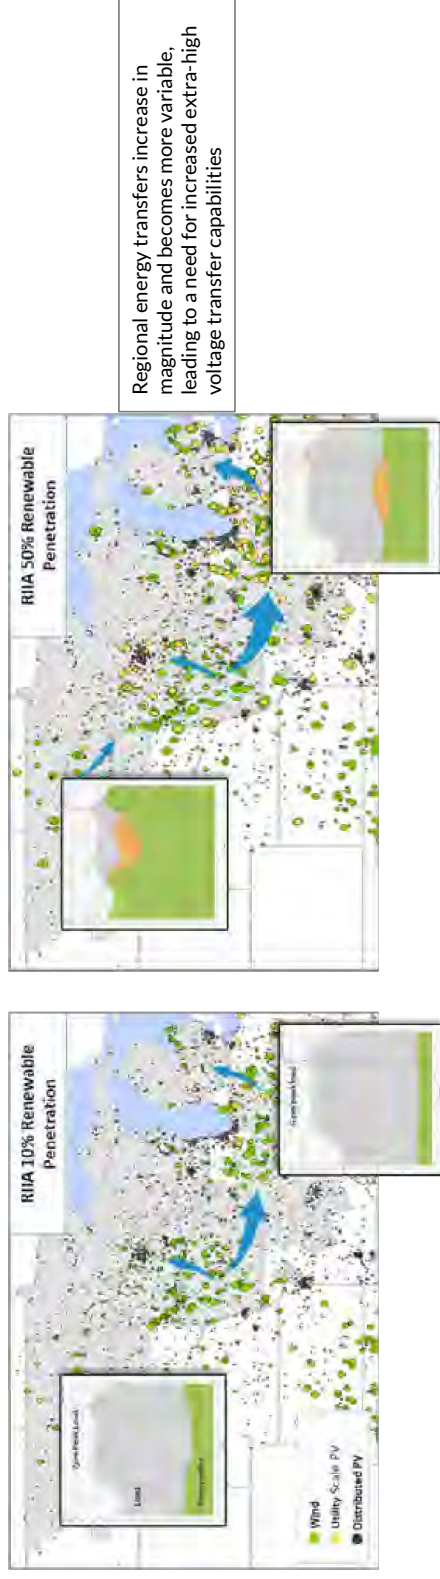 RIIA 10% Renewable
Penetration
Load
Wind
Utility Scale PV
Distributed PV
RIIA 50% Renewable
Penetration
Regional energy transfers increase in
magnitude and becomes more variable,
leading to a need for increased extra-high
voltage transfer capabilities